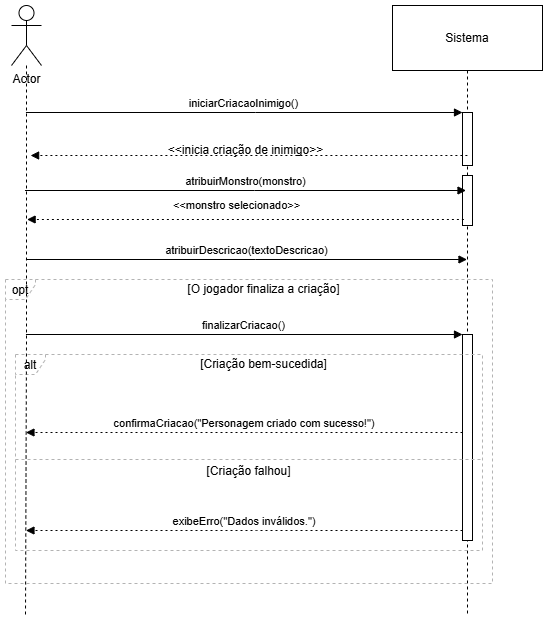 Sistema
Actor
iniciarCriacaoInimigo()
<<inicia criação de inimigo>>
atribuirMonstro(monstro)
<<monstro selecionado>>
atribuirDescricao(textoDescricao)
opt
[O jogador finaliza a criação]
finalizarCriacao()
alt
[Criação bem-sucedida]
confirmaCriacao("Personagem criado com sucesso!")
[Criação falhou]
exibeErro("Dados inválidos.")